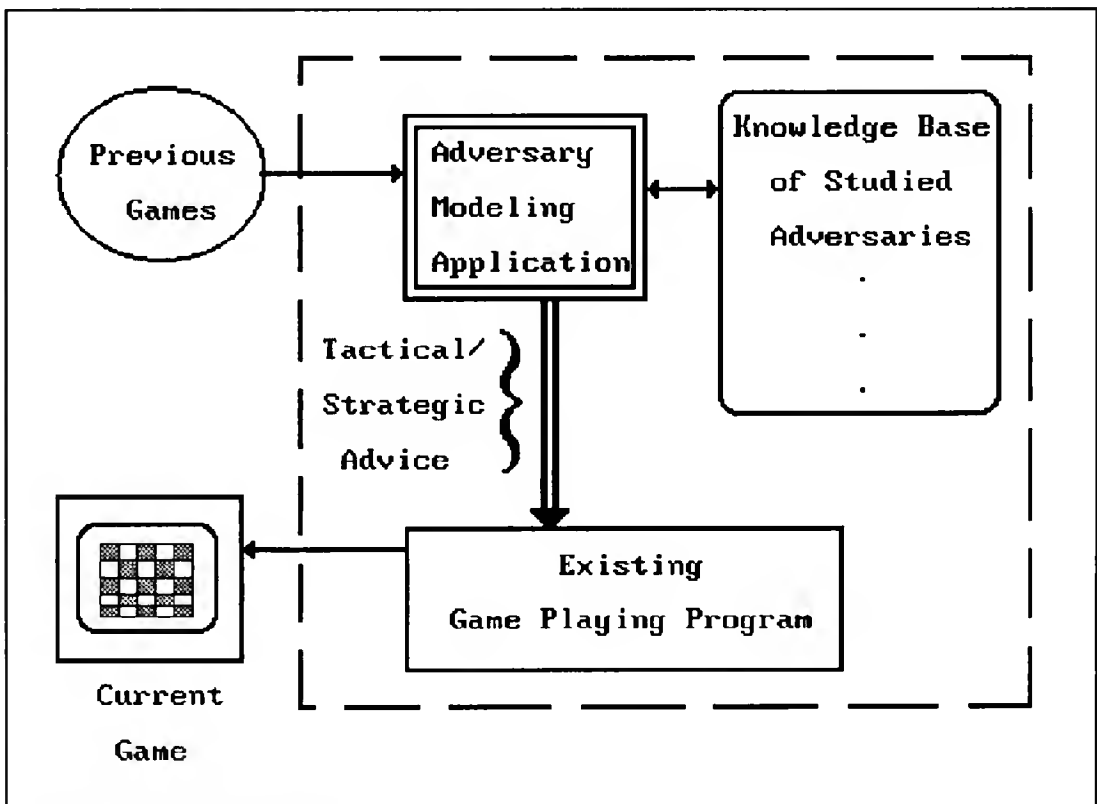 Previous
Games
Adversary
Modeling
Application
Knowledge Base
of Studied
Adversaries
.
.
.
Tactical/
Strategic
Advice
Existing
Game Playing Program
Current
Game